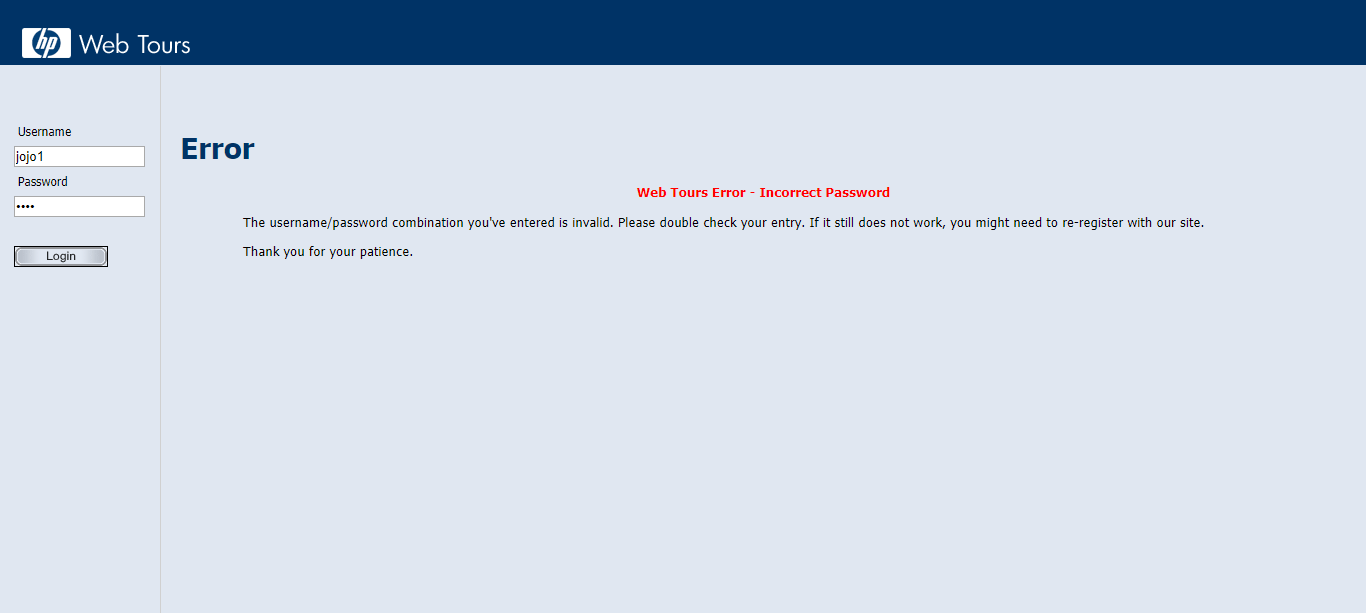 hp Web Tours
Username
jojo1
Password
••••
Login
Error
Web Tours Error - Incorrect Password
The username/password combination you've entered is invalid. Please double check your entry. If it still does not work, you might need to re-register with our site.
Thank you for your patience.